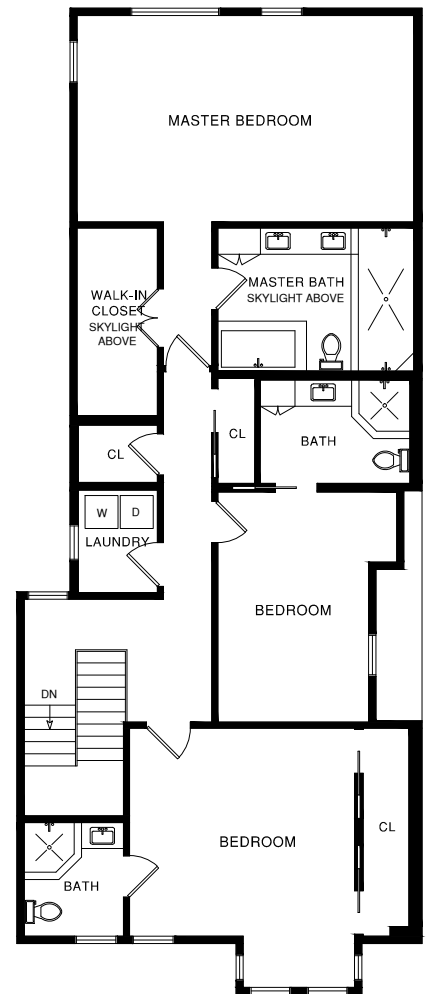 MASTER BEDROOM
WALK-IN
CLOSET
SKYLIGHT
ABOVE
MASTER BATH
SKYLIGHT ABOVE
CL
CL
BATH
W D
LAUNDRY
BEDROOM
DN
BEDROOM
CL
BATH